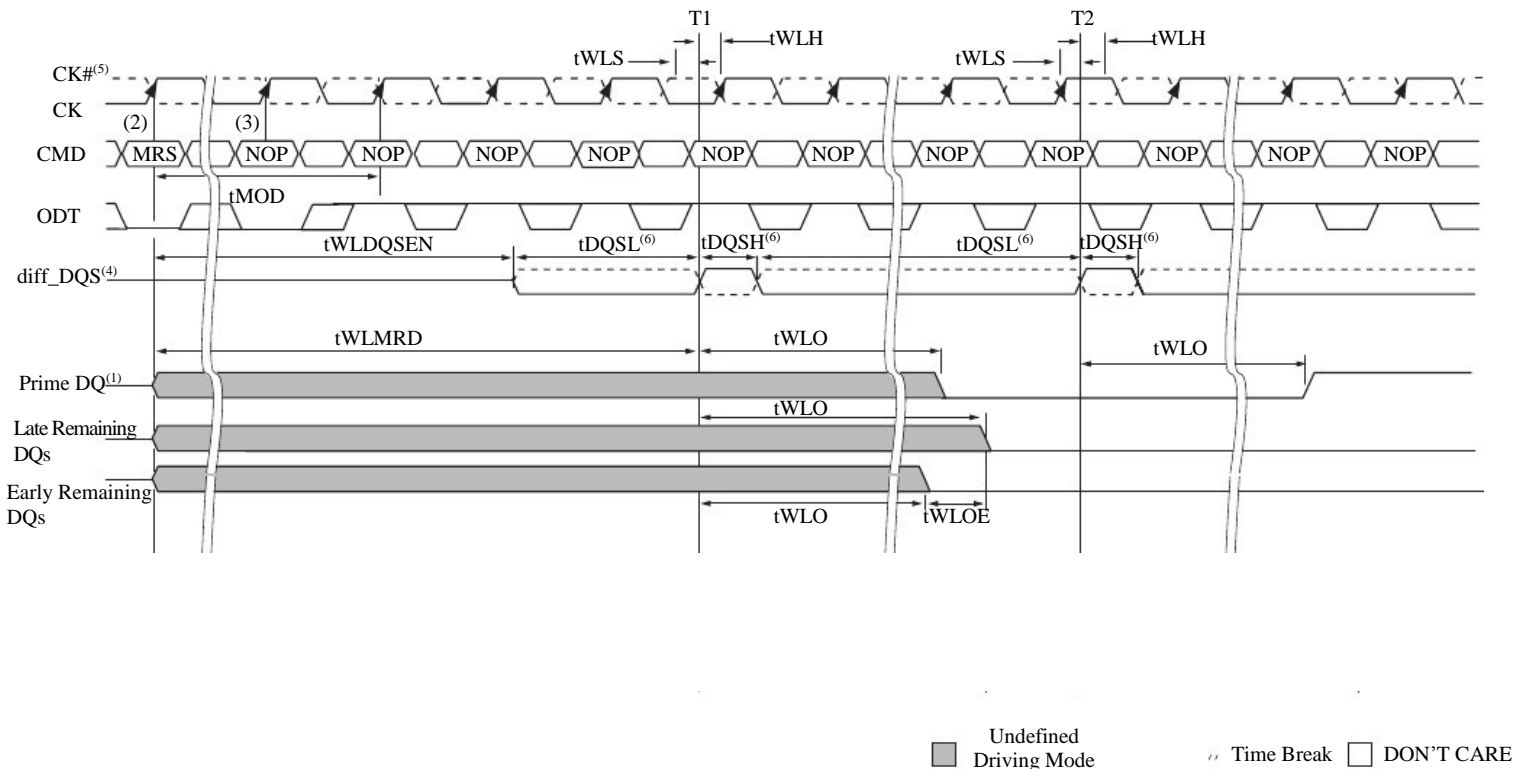 T1 T2
tWLH tWLH
tWLS tWLS
CK#(5)
CK
(2) (3)
CMD MRS NOP NOP NOP NOP NOP NOP NOP NOP NOP NOP NOP
tMOD
ODT
tWLDQSEN tDQSL(6) tDQSH(6) tDQSL(6) tDQSH(6)
diff_DQS(4)
tWLMRD tWLO tWLO
Prime DQ(1)
tWLO
Late Remaining
DQs
Early Remaining
DQs
tWLO tWLOE
Undefined
Driving Mode
Time Break
DON'T CARE